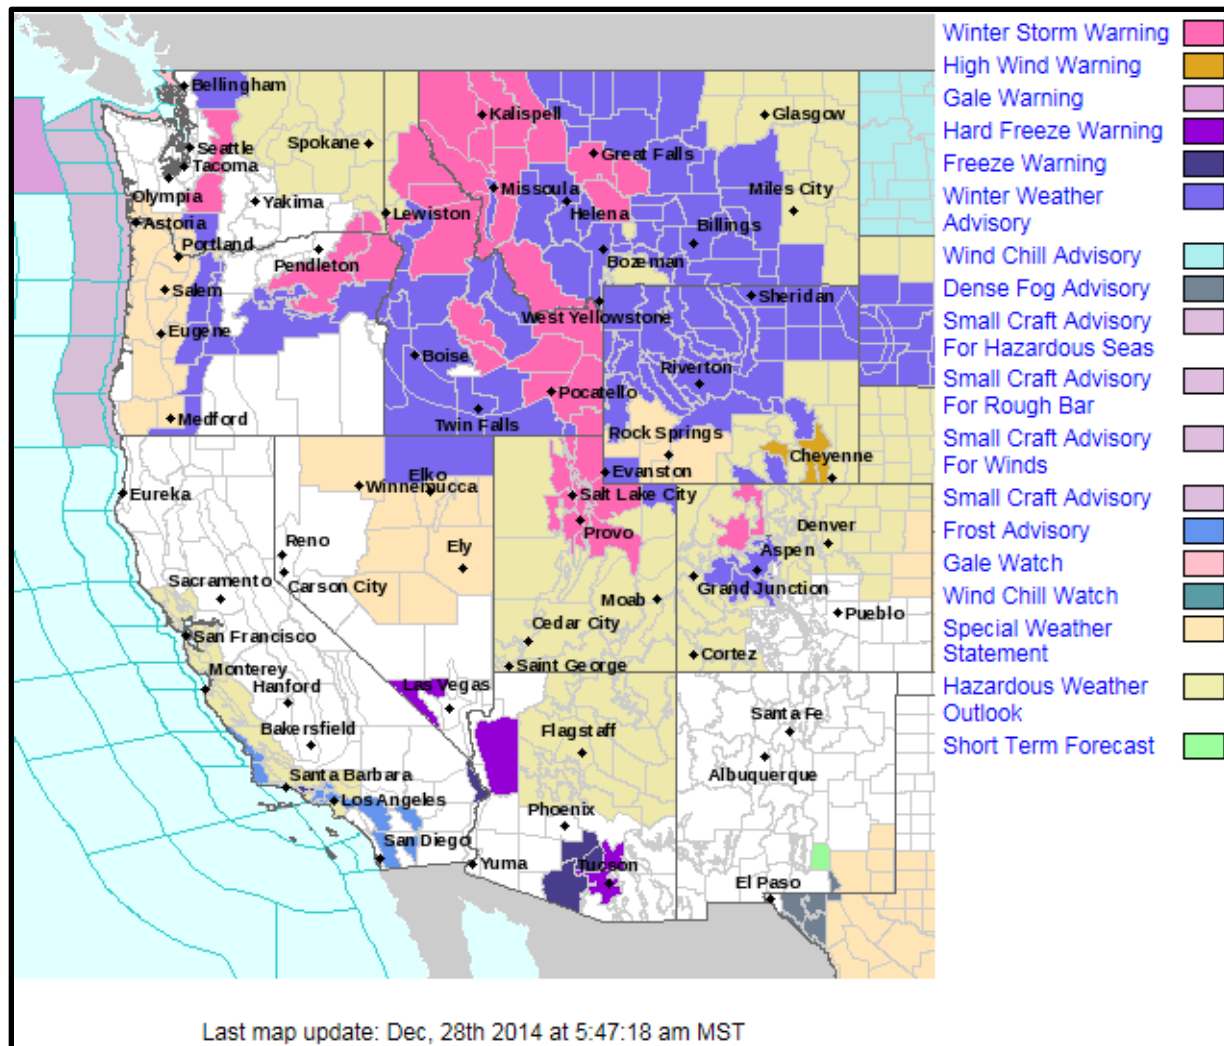 Bellingham
Kalispell
Glasgow
Seattle
Spokane
Great Falls
Tacoma
Missoula
Miles City
Olympia
Yakima
Lewiston
Helena
Astoria
Billings
Portland
Pendleton
Bozeman
Salem
Sheridan
West Yellowstone
Eugene
Boise
Riverton
Pocatello
Medford
Twin Falls
Rock Springs
Cheyenne
Elko
Evanston
Winnemucca
Eureka
Salt Lake City
Provo
Denver
Reno
Ely
Aspen
Sacramento
Carson City
Grand Junction
Moab
Pueblo
San Francisco
Cedar City
Cortez
Monterey
Saint George
Hanford
Las Vegas
Santa Fe
Bakersfield
Flagstaff
Albuquerque
Santa Barbara
Los Angeles
Phoenix
San Diego
Yuma
Tucson
El Paso
Winter Storm Warning
High Wind Warning
Gale Warning
Hard Freeze Warning
Freeze Warning
Winter Weather
Advisory
Wind Chill Advisory
Dense Fog Advisory
Small Craft Advisory
For Hazardous Seas
Small Craft Advisory
For Rough Bar
Small Craft Advisory
For Winds
Small Craft Advisory
Frost Advisory
Gale Watch
Wind Chill Watch
Special Weather
Statement
Hazardous Weather
Outlook
Short Term Forecast
Last map update: Dec, 28th 2014 at 5:47:18 am MST